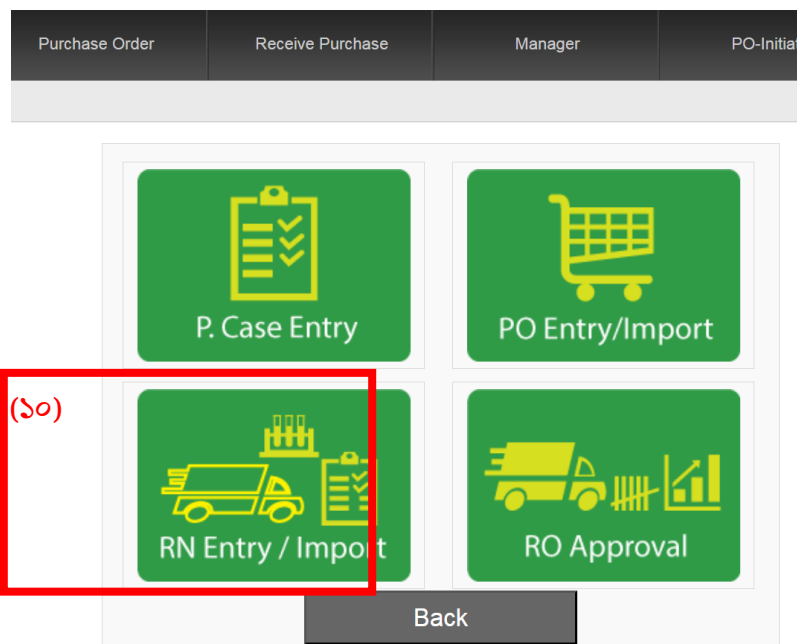 Purchase Order Receive Purchase Manager PO-Initiat
P. Case Entry PO Entry/Import
(১০)
RN Entry / Import RO Approval
Back